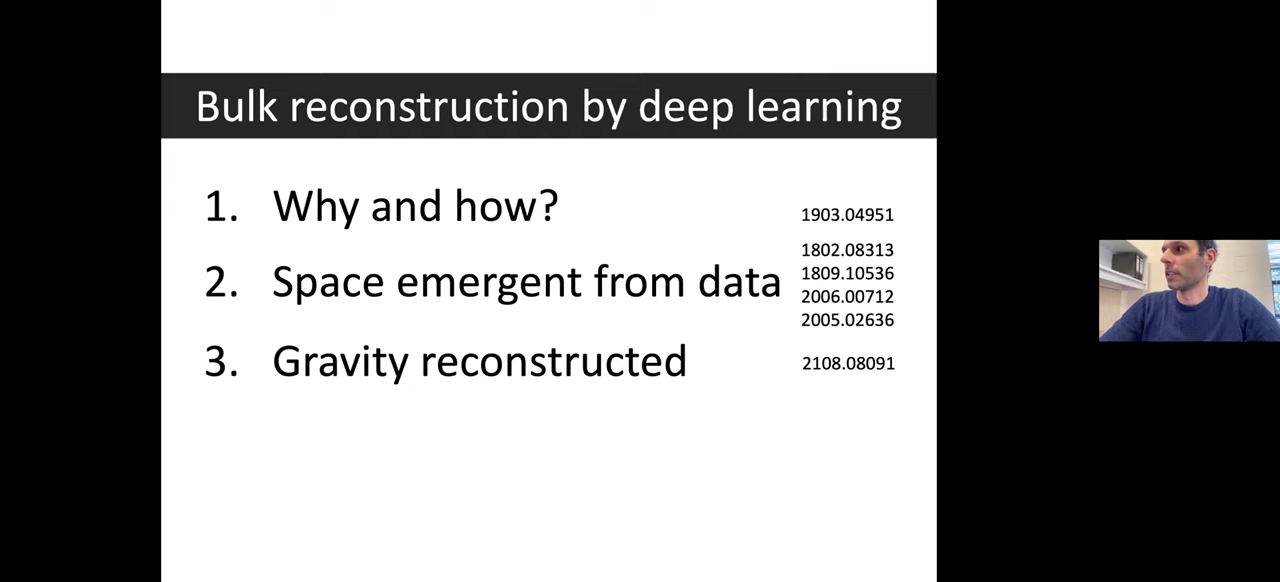 Bulk reconstruction by deep learning
1. Why and how? 1903.04951
1802.08313
2. Space emergent from data 1809.10536
2006.00712
2005.02636
3. Gravity reconstructed 2108.08091